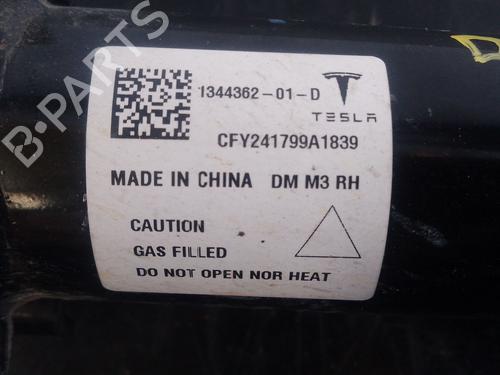 B-PARTS
1344362-01-D
TESLA
CFY241799A1839
MADE IN CHINA DM M3 RH
CAUTION
GAS FILLED
DO NOT OPEN NOR HEAT